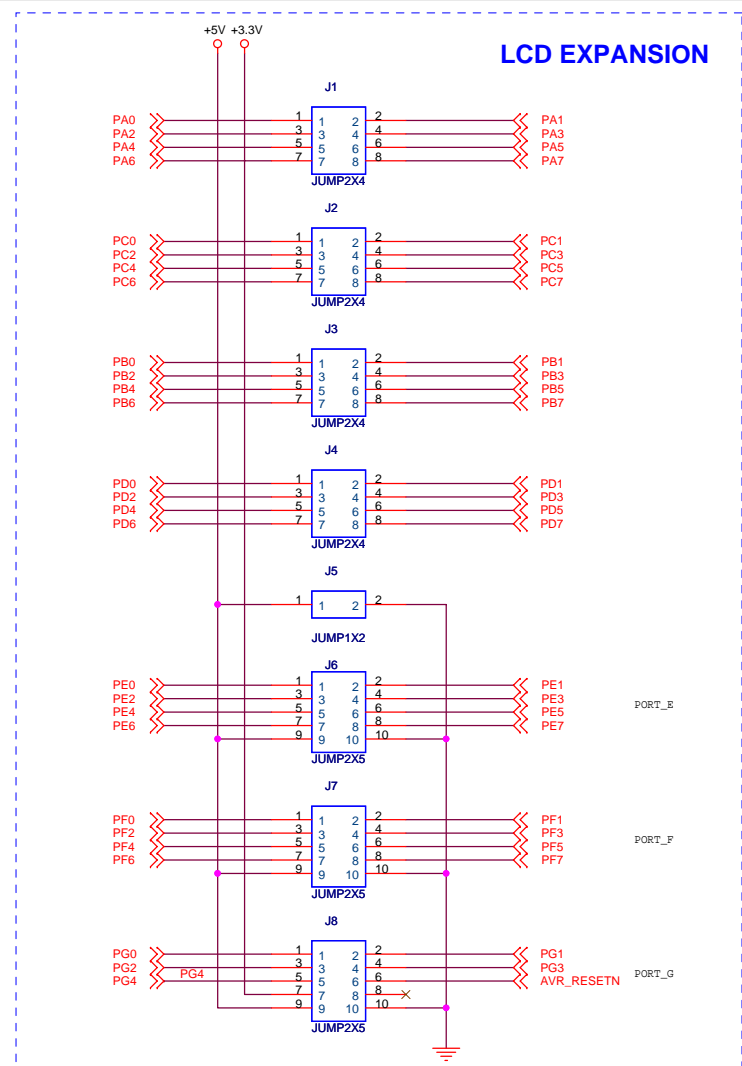 +5V +3.3V
LCD EXPANSION
J1
PA0 1 1 2 2 PA1
PA2 3 3 4 4 PA3
PA4 5 5 6 6 PA5
PA6 7 7 8 8 PA7
JUMP2X4
J2
PC0 1 1 2 2 PC1
PC2 3 3 4 4 PC3
PC4 5 5 6 6 PC5
PC6 7 7 8 8 PC7
JUMP2X4
J3
PB0 1 1 2 2 PB1
PB2 3 3 4 4 PB3
PB4 5 5 6 6 PB5
PB6 7 7 8 8 PB7
JUMP2X4
J4
PD0 1 1 2 2 PD1
PD2 3 3 4 4 PD3
PD4 5 5 6 6 PD5
PD6 7 7 8 8 PD7
JUMP2X4
J5
1 1 2 2
JUMP1X2
J6
PE0 1 1 2 2 PE1
PE2 3 3 4 4 PE3
PE4 5 5 6 6 PE5 PORT_E
PE6 7 7 8 8 PE7
9 9 10 10
JUMP2X5
J7
PF0 1 1 2 2 PF1
PF2 3 3 4 4 PF3
PF4 5 5 6 6 PF5 PORT_F
PF6 7 7 8 8 PF7
9 9 10 10
JUMP2X5
J8
PG0 1 1 2 2 PG1
PG2 3 3 4 4 PG3
PG4 PG4 5 5 6 6 AVR_RESETN PORT_G
7 7 8 8
9 9 10 10
JUMP2X5